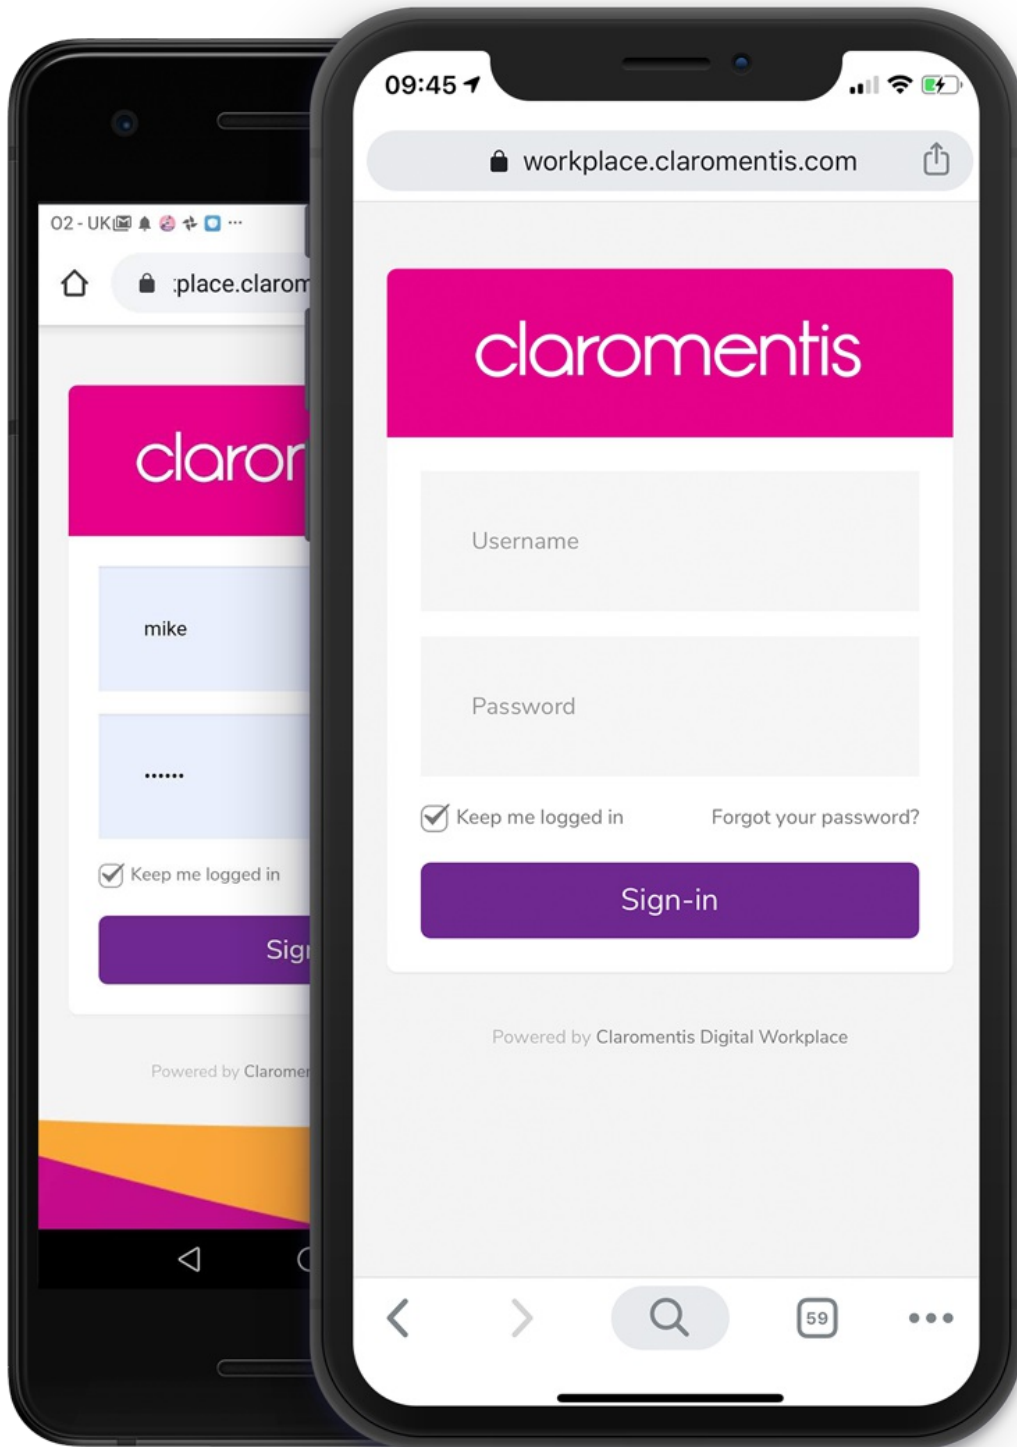 O2 - UK
:place.clarom
claror
mike
••••••
Keep me logged in
Sign
Powered by Claromen
09:45
workplace.claromentis.com
claromentis
Username
Password
Keep me logged in
Forgot your password?
Sign-in
Powered by Claromentis Digital Workplace
59